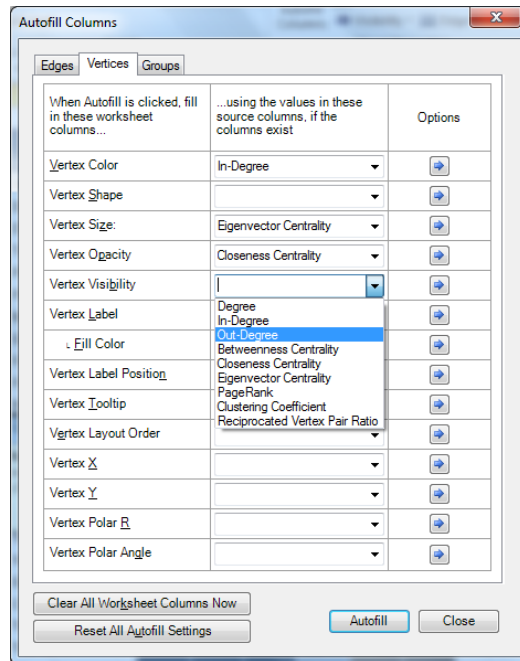 Autofill Columns
Edges Vertices Groups
When Autofill is clicked, fill
in these worksheet
columns...
...using the values in these
source columns, if the
columns exist
Options
Vertex Color In-Degree
Vertex Shape
Vertex Size: Eigenvector Centrality
Vertex Opacity Closeness Centrality
Vertex Visibility
Vertex Label
Fill Color
Vertex Label Position
Vertex Tooltip
Vertex Layout Order
Vertex X
Vertex Y
Vertex Polar R
Vertex Polar Angle
Degree
In-Degree
Out-Degree
Betweenness Centrality
Closeness Centrality
Eigenvector Centrality
PageRank
Clustering Coefficient
Reciprocated Vertex Pair Ratio
Clear All Worksheet Columns Now
Reset All Autofill Settings
Autofill
Close